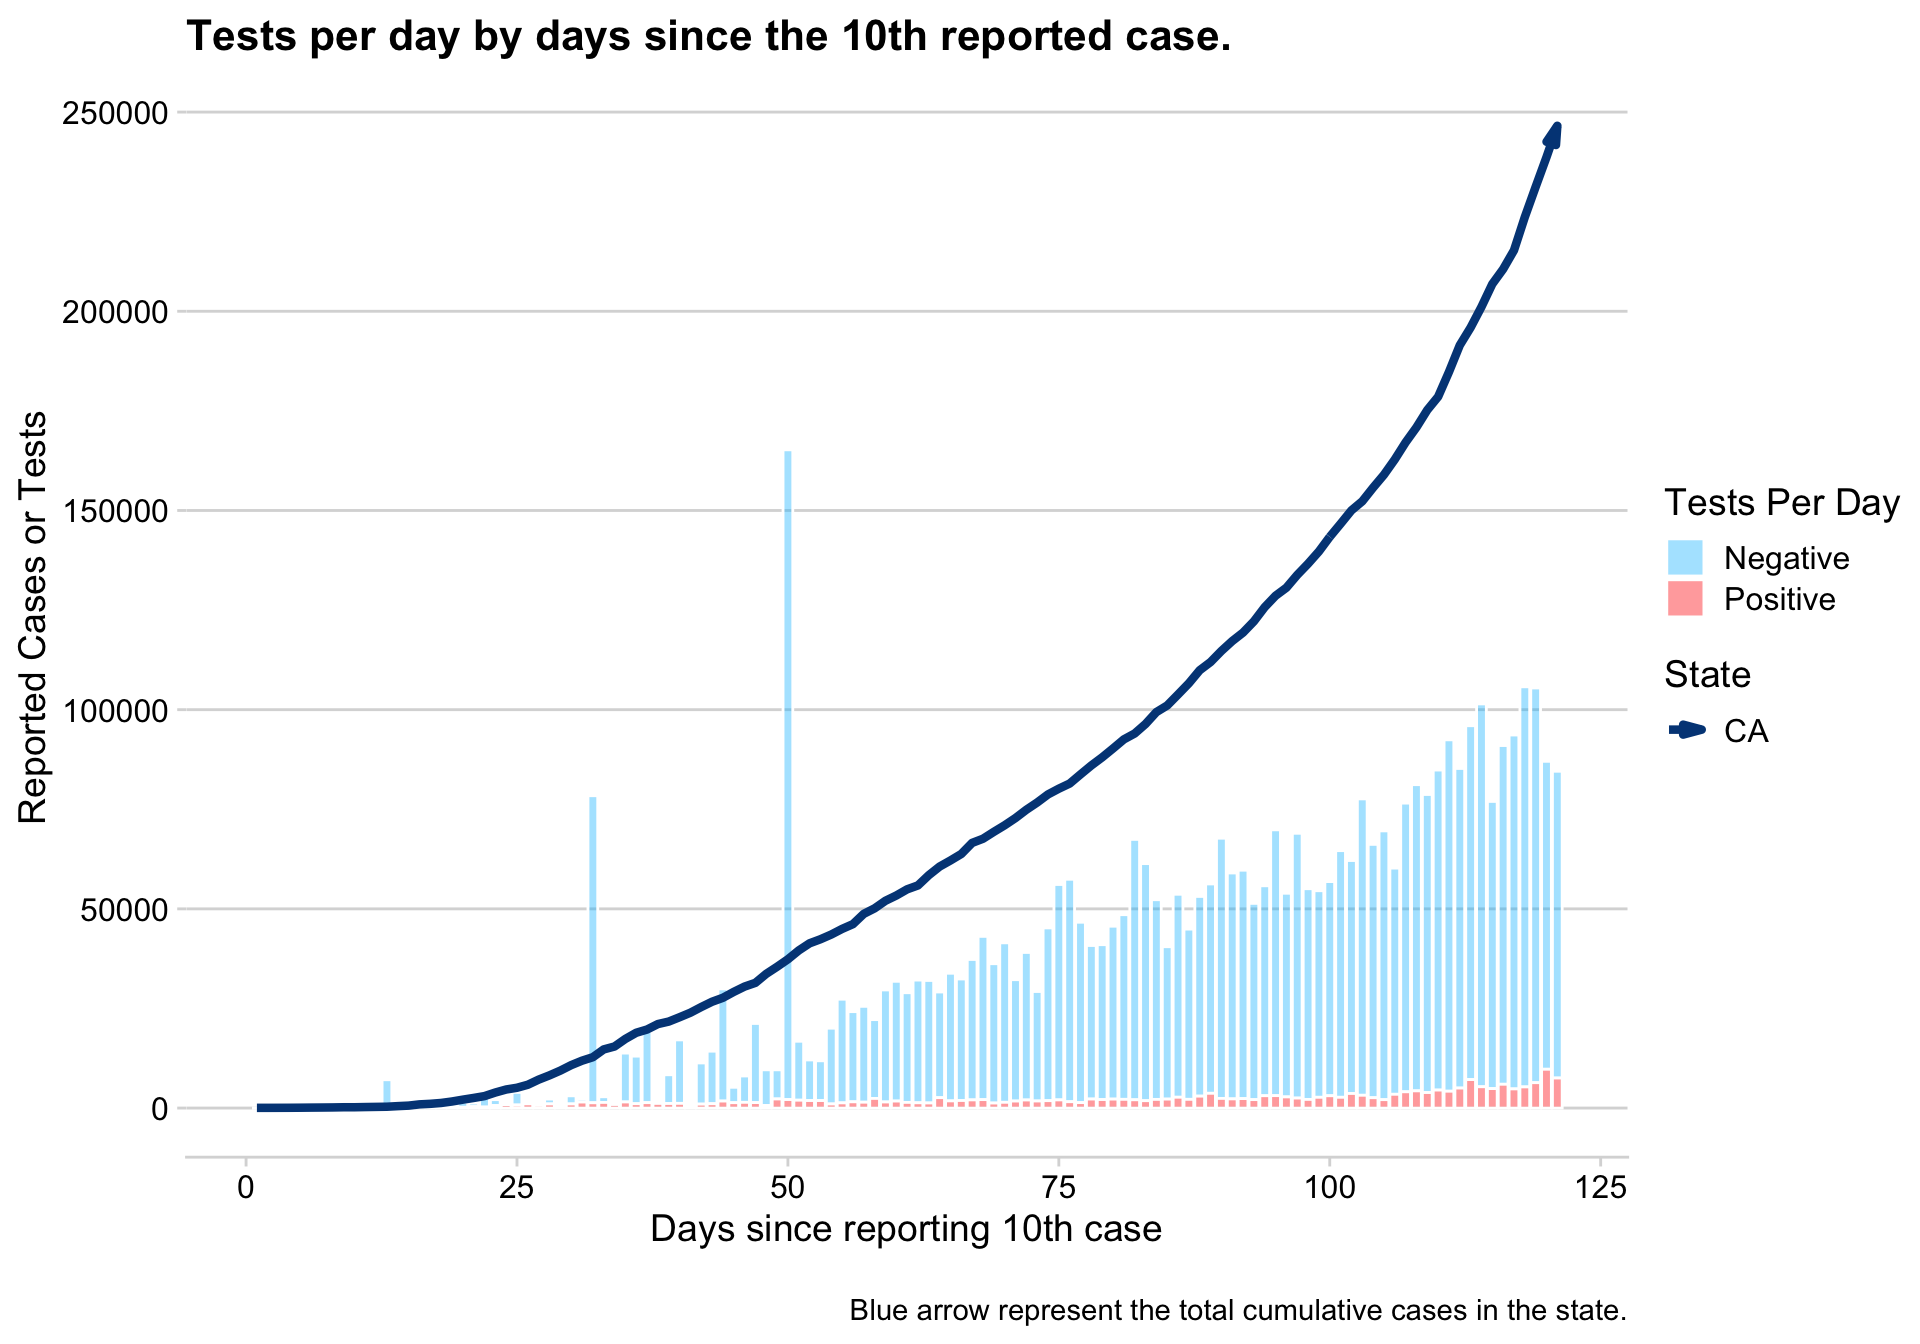 Tests per day by days since the 10th reported case.
250000
200000
150000
100000
50000
0
Reported Cases or Tests
0 25 50 75 100 125
Days since reporting 10th case
Tests Per Day
Negative
Positive
State
CA
Blue arrow represent the total cumulative cases in the state.